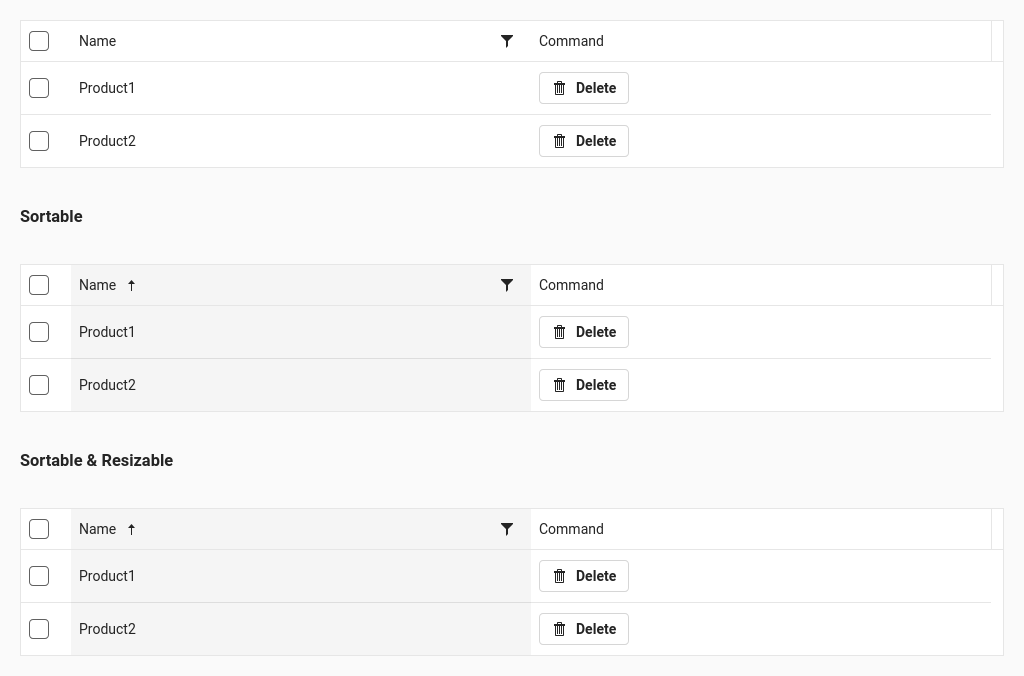 Name Command
Product1 Delete
Product2 Delete
Sortable
Name Command
Product1 Delete
Product2 Delete
Sortable & Resizable
Name Command
Product1 Delete
Product2 Delete